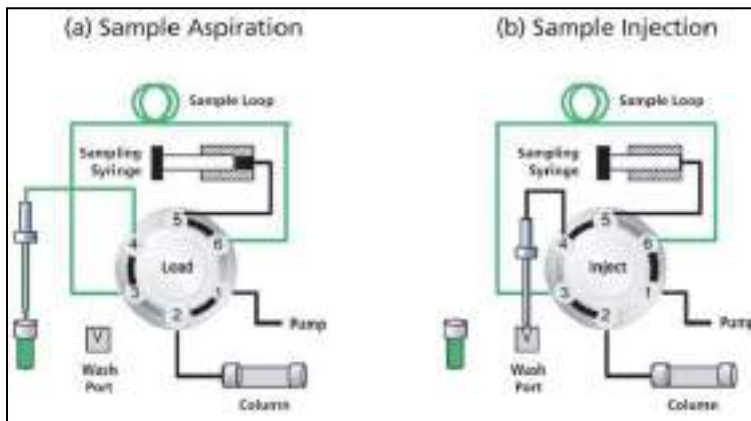 (a) Sample Aspiration
Sample Loop
Sampling
Syringe
5
4
6
Load
3
1
2
Pump
V
Wash
Port
Column
(b) Sample Injection
Sample Loop
Sampling
Syringe
5
4
6
Inject
3
1
2
Pump
V
Wash
Port
Column